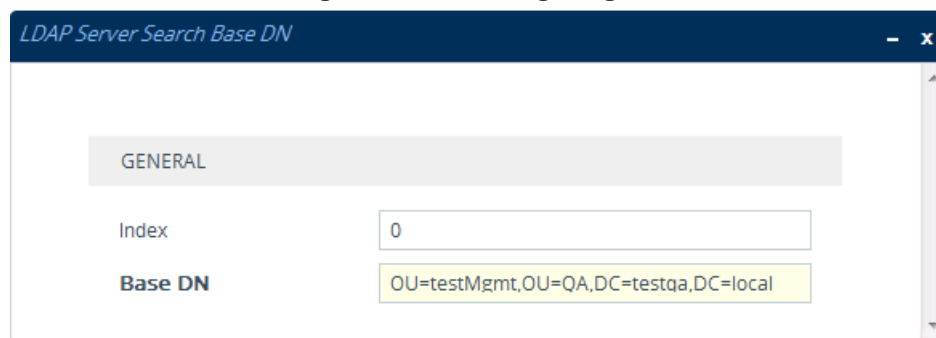 LDAP Server Search Base DN
– x
GENERAL
Index 0
Base DN OU=testMgmt,OU=QA,DC=testqa,DC=local